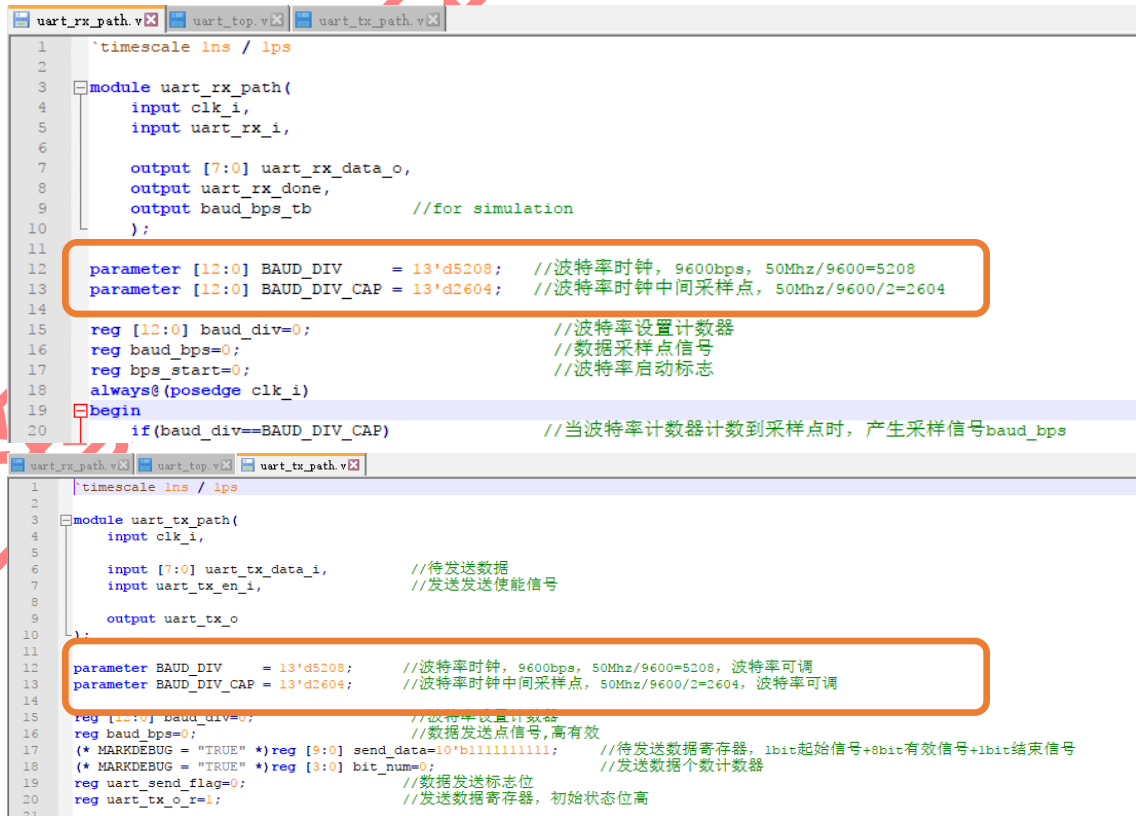 uart_rx_path.v uart_top.v uart_tx_path.v
1 `timescale 1ns / 1ps
2
3 module uart_rx_path(
4 input clk_i,
5 input uart_rx_i,
6
7 output [7:0] uart_rx_data_o,
8 output uart_rx_done,
9 output baud_bps_tb //for simulation
10 );
11
12 parameter [12:0] BAUD_DIV = 13'd5208; //波特率时钟，9600bps，50Mhz/9600=5208
13 parameter [12:0] BAUD_DIV_CAP = 13'd2604; //波特率时钟中间采样点，50Mhz/9600/2=2604
14
15 reg [12:0] baud_div=0; //波特率设置计数器
16 reg baud_bps=0; //数据采样点信号
17 reg bps_start=0; //波特率启动标志
18 always@(posedge clk_i)
19 begin
20 if(baud_div==BAUD_DIV_CAP) //当波特率计数器计数到采样点时，产生采样信号baud_bps
uart_rx_path.v uart_top.v uart_tx_path.v
1 `timescale 1ns / 1ps
2
3 module uart_tx_path(
4 input clk_i,
5
6 input [7:0] uart_tx_data_i, //待发送数据
7 input uart_tx_en_i, //发送发送使能信号
8
9 output uart_tx_o
10 );
11
12 parameter BAUD_DIV = 13'd5208; //波特率时钟，9600bps，50Mhz/9600=5208，波特率可调
13 parameter BAUD_DIV_CAP = 13'd2604; //波特率时钟中间采样点，50Mhz/9600/2=2604，波特率可调
14
15 reg [12:0] baud_div=0; //波特率设置计数器
16 reg baud_bps=0; //数据发送点信号,高有效
17 (* MARKDEBUG = "TRUE" *)reg [9:0] send_data=10'b1111111111; //待发送数据寄存器，1bit起始信号+8bit有效信号+1bit结束信号
18 (* MARKDEBUG = "TRUE" *)reg [3:0] bit_num=0; //发送数据个数计数器
19 reg uart_send_flag=0; //数据发送标志位
20 reg uart_tx_o_r=1; //发送数据寄存器，初始状态位高
21